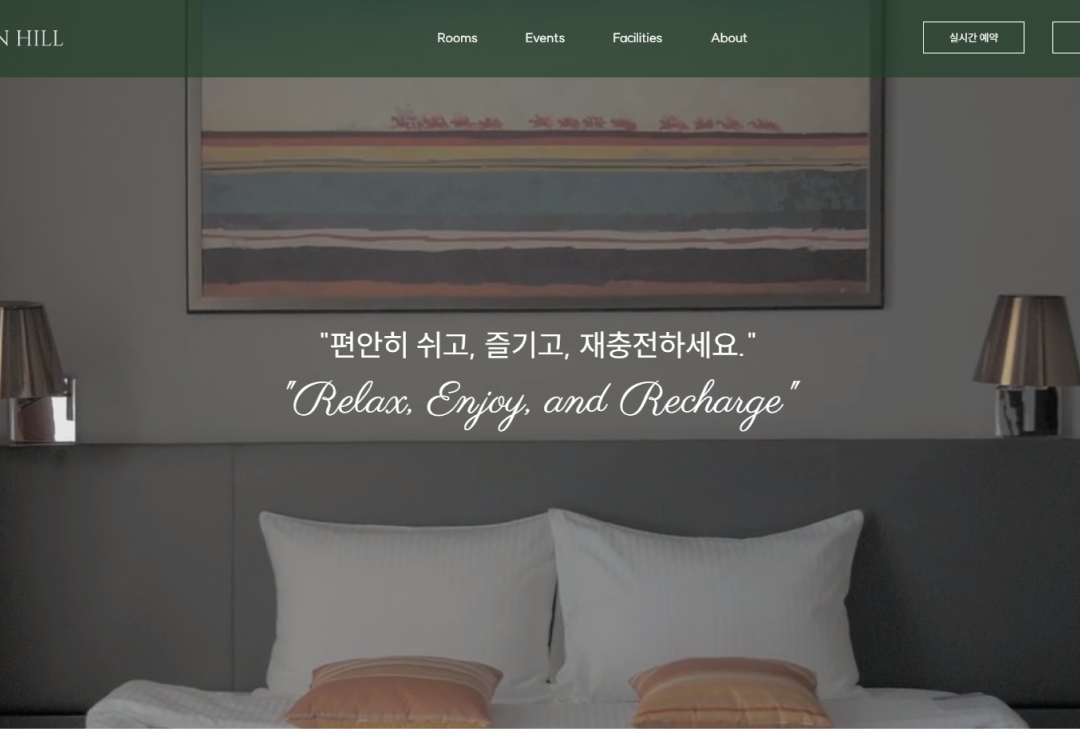 N HILL
Rooms Events Facilities About
실시간 예약
"편안히 쉬고, 즐기고, 재충전하세요."
"Relax, Enjoy, and Recharge"